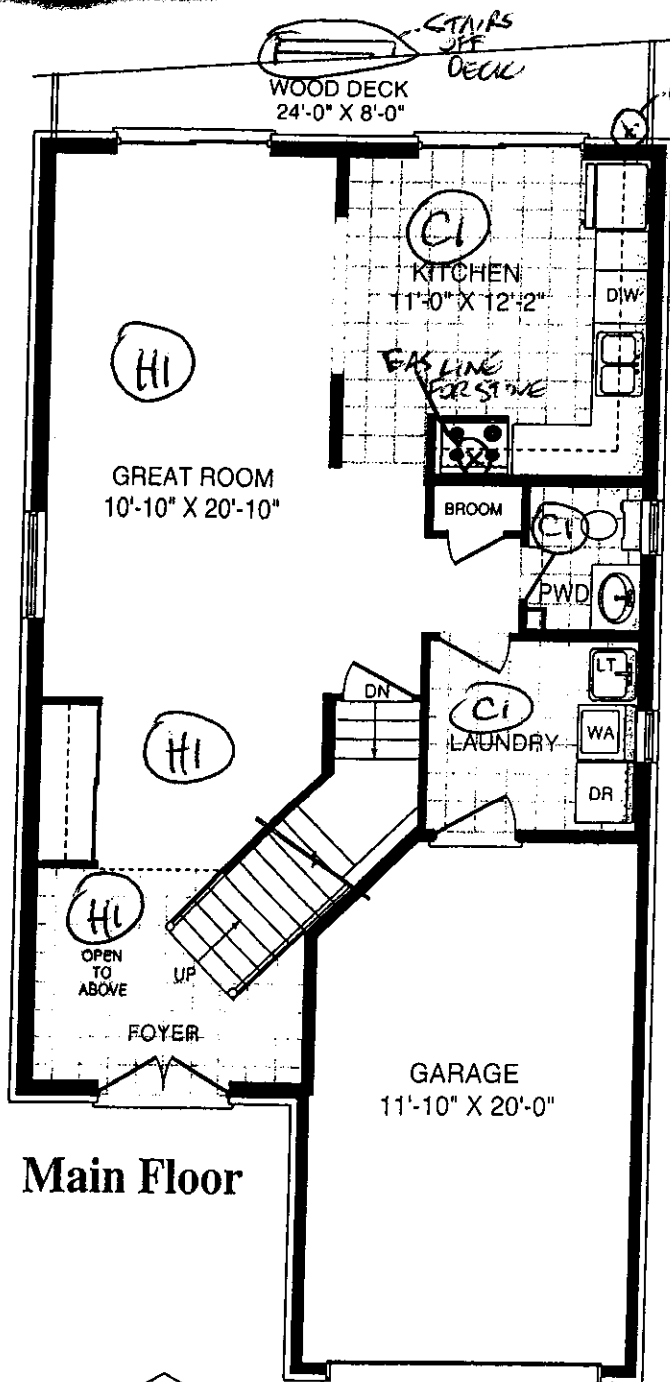 STAIRS
OFF
DECK
WOOD DECK
24'-0" X 8'-0"
X
C1
KITCHEN
11'-0" X 12'-2"
DW
H1
GAS LINE
FOR STOVE
X
GREAT ROOM
10'-10" X 20'-10"
BROOM
C1
PWD
LT
DN
C1
LAUNDRY
WA
H1
DR
H1
OPEN
TO
ABOVE
UP
FOYER
GARAGE
11'-10" X 20'-0"
Main Floor